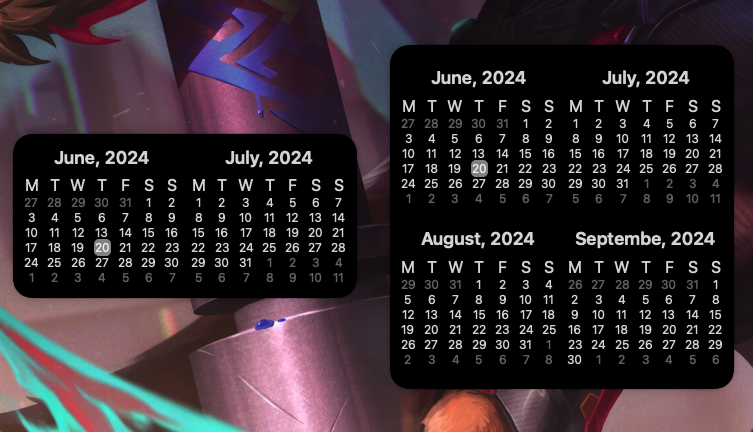 June, 2024 July, 2024
M T W T F S S M T W T F S S
27 28 29 30 31 1 2 1 2 3 4 5 6 7
3 4 5 6 7 8 9 8 9 10 11 12 13 14
10 11 12 13 14 15 16 15 16 17 18 19 20 21
17 18 19 20 21 22 23 22 23 24 25 26 27 28
24 25 26 27 28 29 30 29 30 31 1 2 3 4
1 2 3 4 5 6 7 5 6 7 8 9 10 11
June, 2024 July, 2024
M T W T F S S M T W T F S S
27 28 29 30 31 1 2 1 2 3 4 5 6 7
3 4 5 6 7 8 9 8 9 10 11 12 13 14
10 11 12 13 14 15 16 15 16 17 18 19 20 21
17 18 19 20 21 22 23 22 23 24 25 26 27 28
24 25 26 27 28 29 30 29 30 31 1 2 3 4
1 2 3 4 5 6 7 5 6 7 8 9 10 11
August, 2024 Septembe, 2024
M T W T F S S M T W T F S S
29 30 31 1 2 3 4 26 27 28 29 30 31 1
5 6 7 8 9 10 11 2 3 4 5 6 7 8
12 13 14 15 16 17 18 9 10 11 12 13 14 15
19 20 21 22 23 24 25 16 17 18 19 20 21 22
26 27 28 29 30 31 1 23 24 25 26 27 28 29
2 3 4 5 6 7 8 30 1 2 3 4 5 6